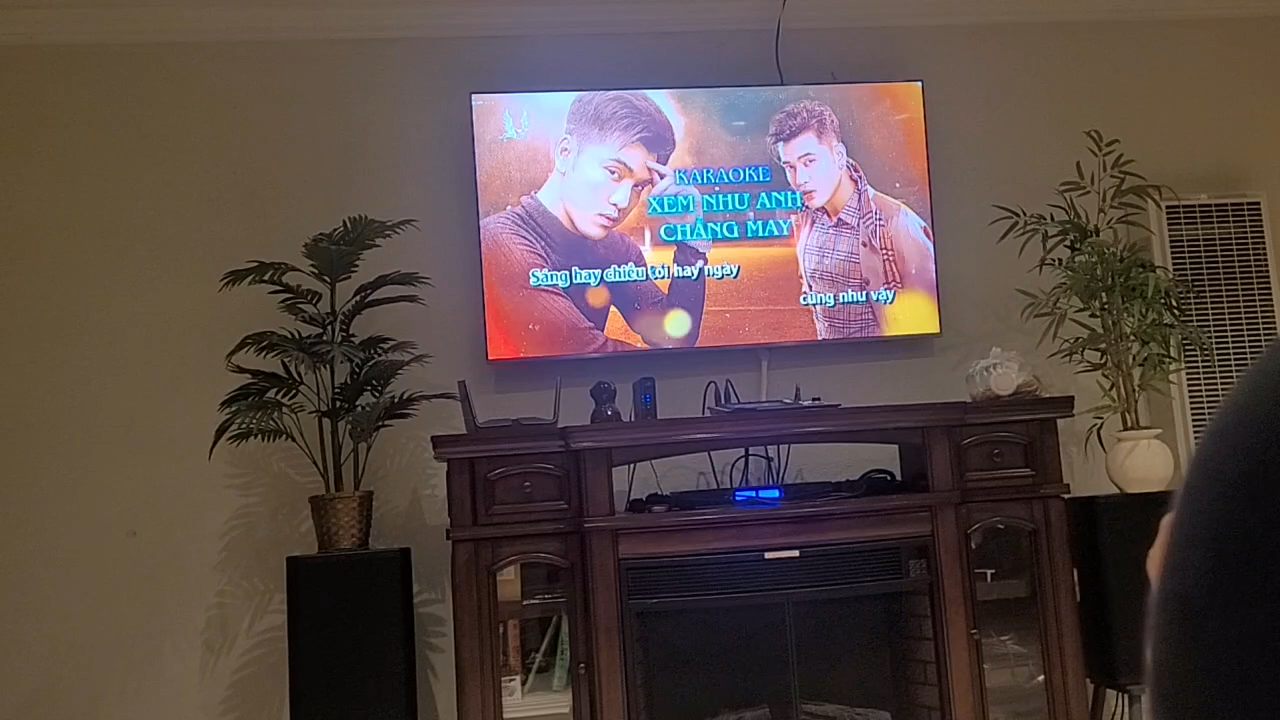 KARAOKE
XEM NHƯ ANH
CHẲNG MAY
Sáng hay chiều tối hay ngày
cũng như vậy